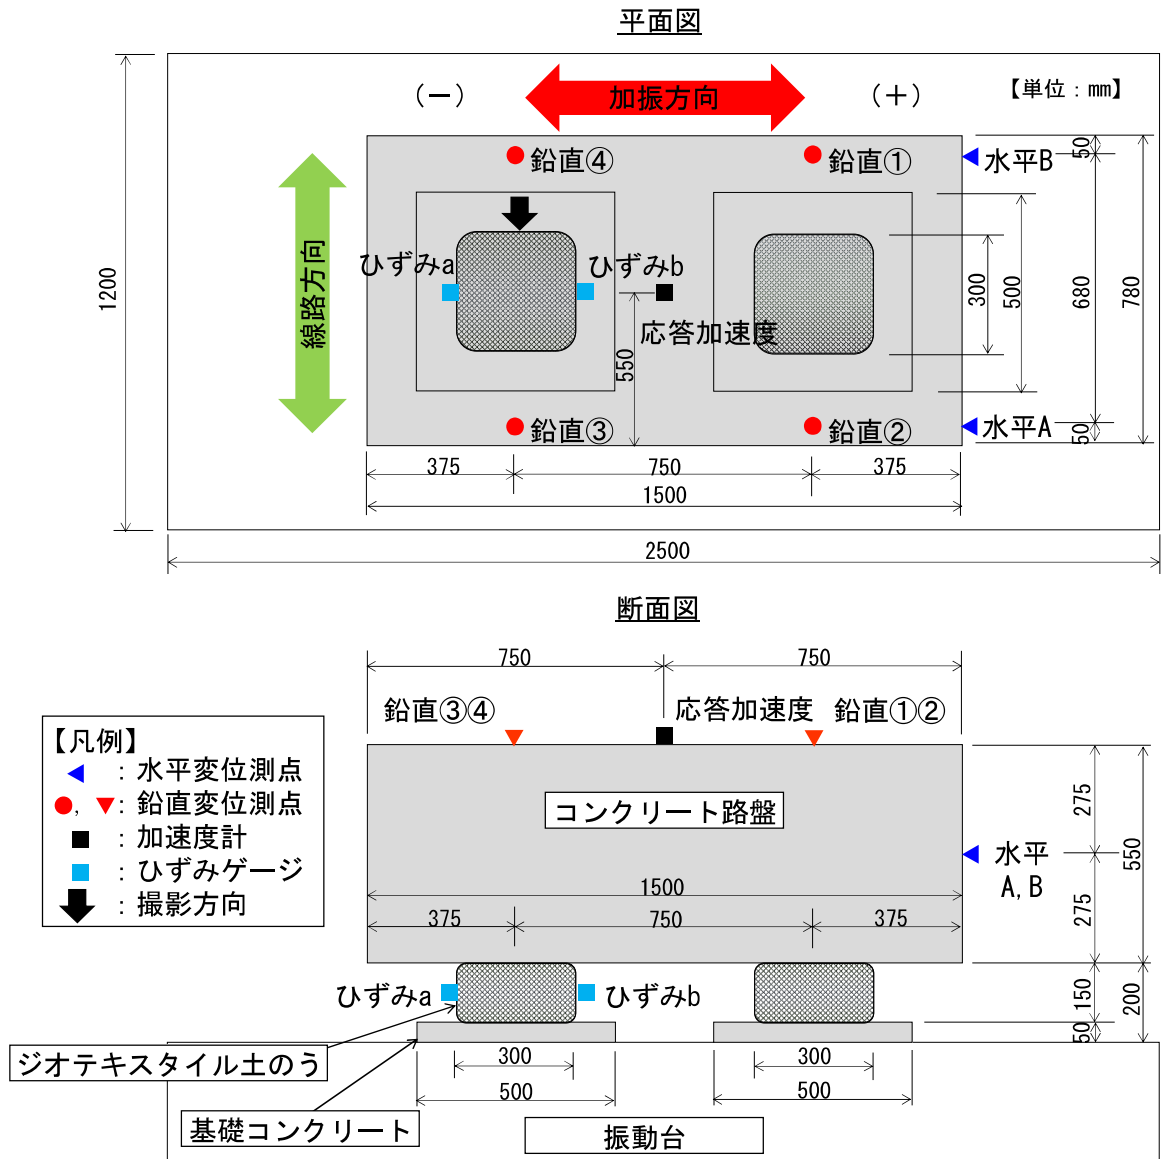 平面図
(－)
加振方向
(＋)
【単位：mm】
鉛直④
鉛直①
水平B
50
線路方向
1200
ひずみa
ひずみb
応答加速度
550
300
500
680
780
鉛直③
鉛直②
水平A
50
375
750
375
1500
2500
断面図
750
750
鉛直③④
応答加速度
鉛直①②
【凡例】
：水平変位測点
,：鉛直変位測点
：加速度計
：ひずみゲージ
：撮影方向
コンクリート路盤
275
550
水平
A,B
275
1500
375
750
375
ひずみa
ひずみb
150
200
50
ジオテキスタイル土のう
300
300
500
500
基礎コンクリート
振動台